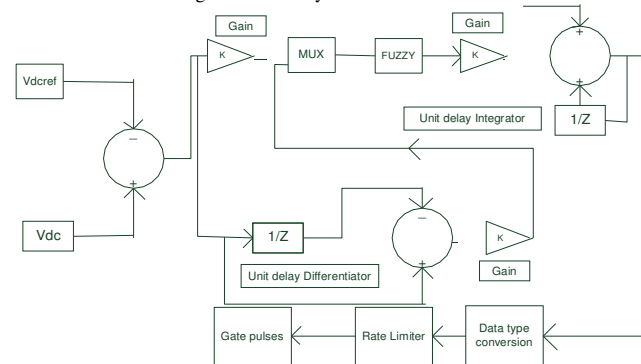 Gain
Gain
K
MUX
FUZZY
K
+
Vdcref
Unit delay Integrator
+
1/Z
−
+
Vdc
1/Z
−
+
K
Unit delay Differentiator
Gain
Gate pulses
Rate Limiter
Data type
conversion